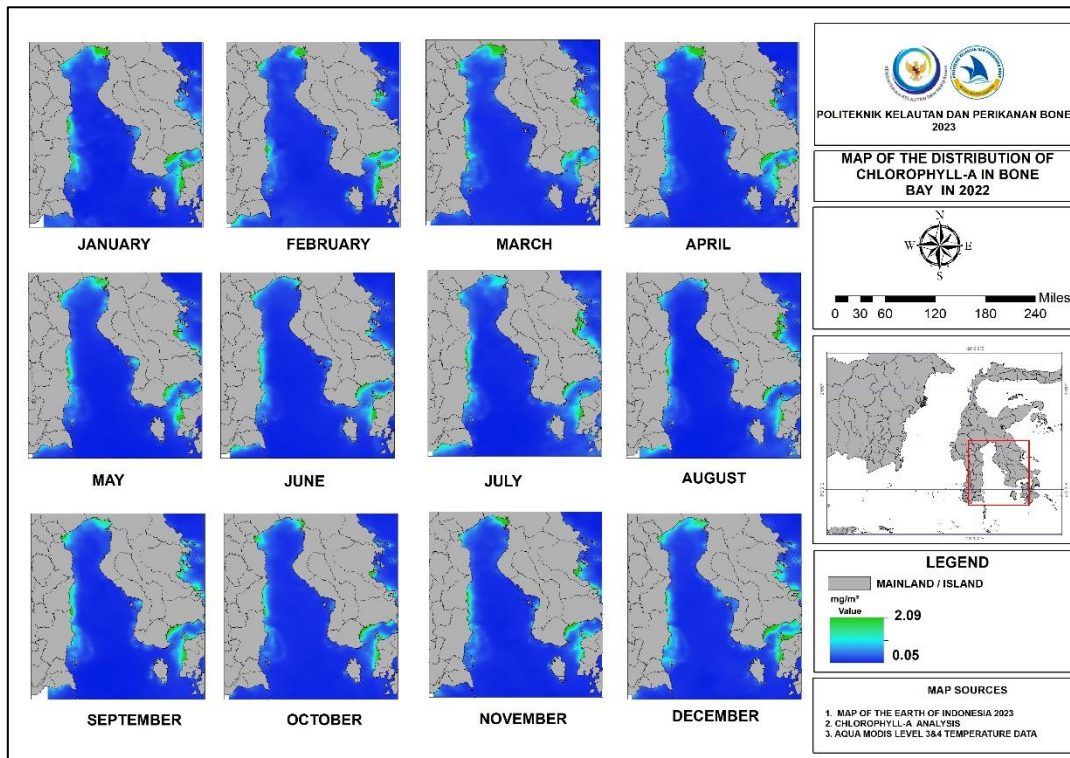 JANUARY
FEBRUARY
MARCH
APRIL
MAY
JUNE
JULY
AUGUST
SEPTEMBER
OCTOBER
NOVEMBER
DECEMBER
POLITEKNIK KELAUTAN DAN PERIKANAN BONE
2023
MAP OF THE DISTRIBUTION OF
CHLOROPHYLL-A IN BONE
BAY IN 2022
N
W E
S
Miles
0 30 60 120 180 240
LEGEND
MAINLAND / ISLAND
mg/m³
Value
2.09
0.05
MAP SOURCES
1. MAP OF THE EARTH OF INDONESIA 2023
2. CHLOROPHYLL-A ANALYSIS
3. AQUA MODIS LEVEL 3&4 TEMPERATURE DATA